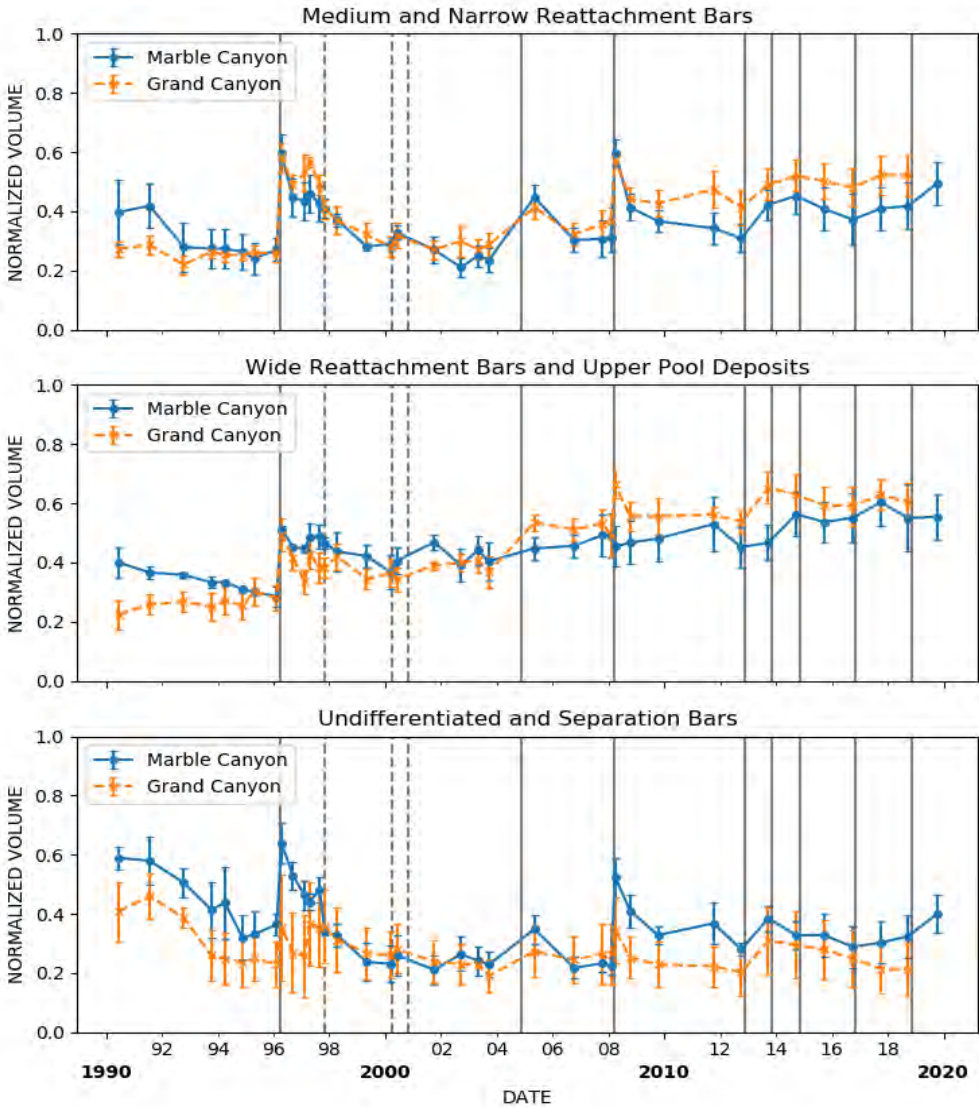 Medium and Narrow Reattachment Bars
1.0
0.8
0.6
0.4
0.2
0.0
NORMALIZED VOLUME
Marble Canyon
Grand Canyon
Wide Reattachment Bars and Upper Pool Deposits
1.0
0.8
0.6
0.4
0.2
0.0
NORMALIZED VOLUME
Marble Canyon
Grand Canyon
Undifferentiated and Separation Bars
1.0
0.8
0.6
0.4
0.2
0.0
NORMALIZED VOLUME
Marble Canyon
Grand Canyon
92 94 96 98 02 04 06 08 12 14 16 18
1990 2000 2010 2020
DATE